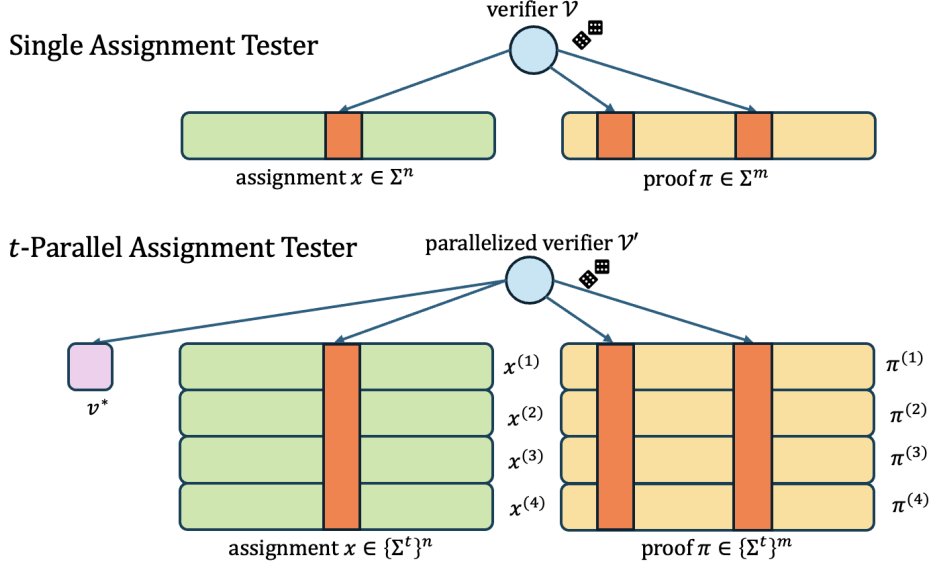 verifier 𝒱
Single Assignment Tester
assignment x ∈ Σⁿ
proof π ∈ Σᵐ
t-Parallel Assignment Tester
parallelized verifier 𝒱′
v*
x⁽¹⁾
π⁽¹⁾
x⁽²⁾
π⁽²⁾
x⁽³⁾
π⁽³⁾
x⁽⁴⁾
π⁽⁴⁾
assignment x ∈ {Σᵗ}ⁿ
proof π ∈ {Σᵗ}ᵐ